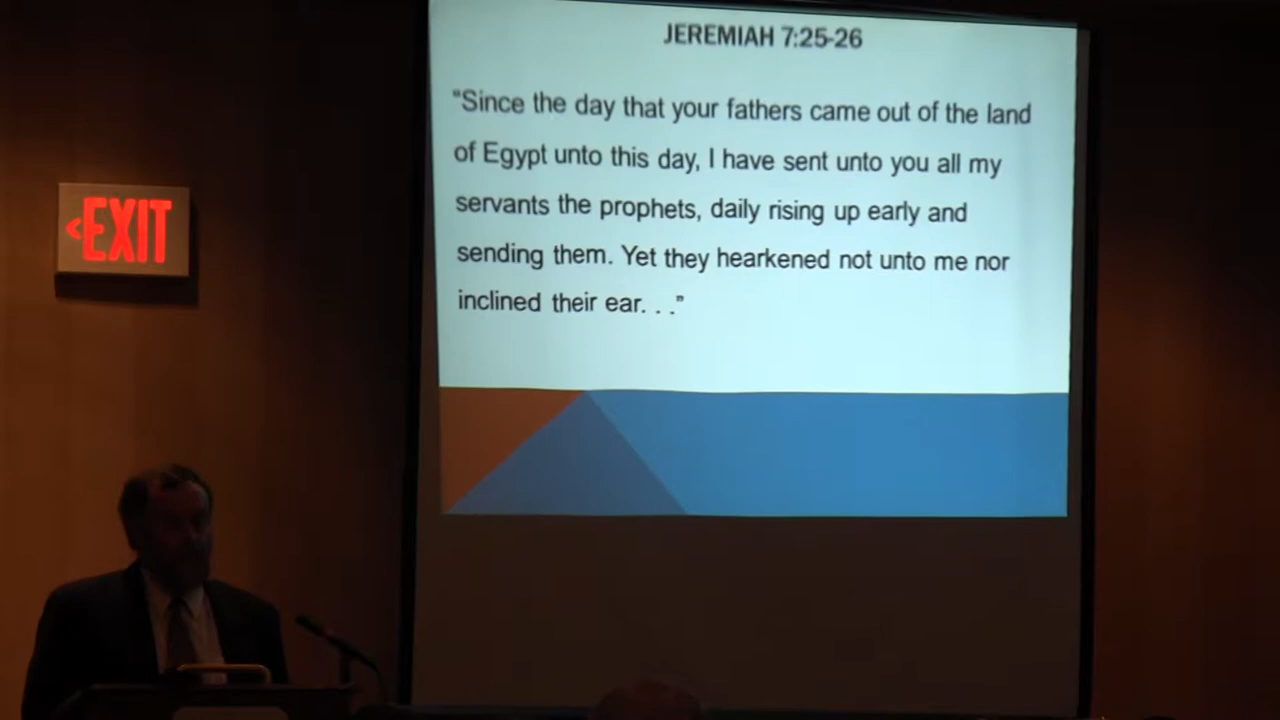 JEREMIAH 7:25-26
"Since the day that your fathers came out of the land
of Egypt unto this day, I have sent unto you all my
servants the prophets, daily rising up early and
sending them. Yet they hearkened not unto me nor
inclined their ear. . ."
<EXIT